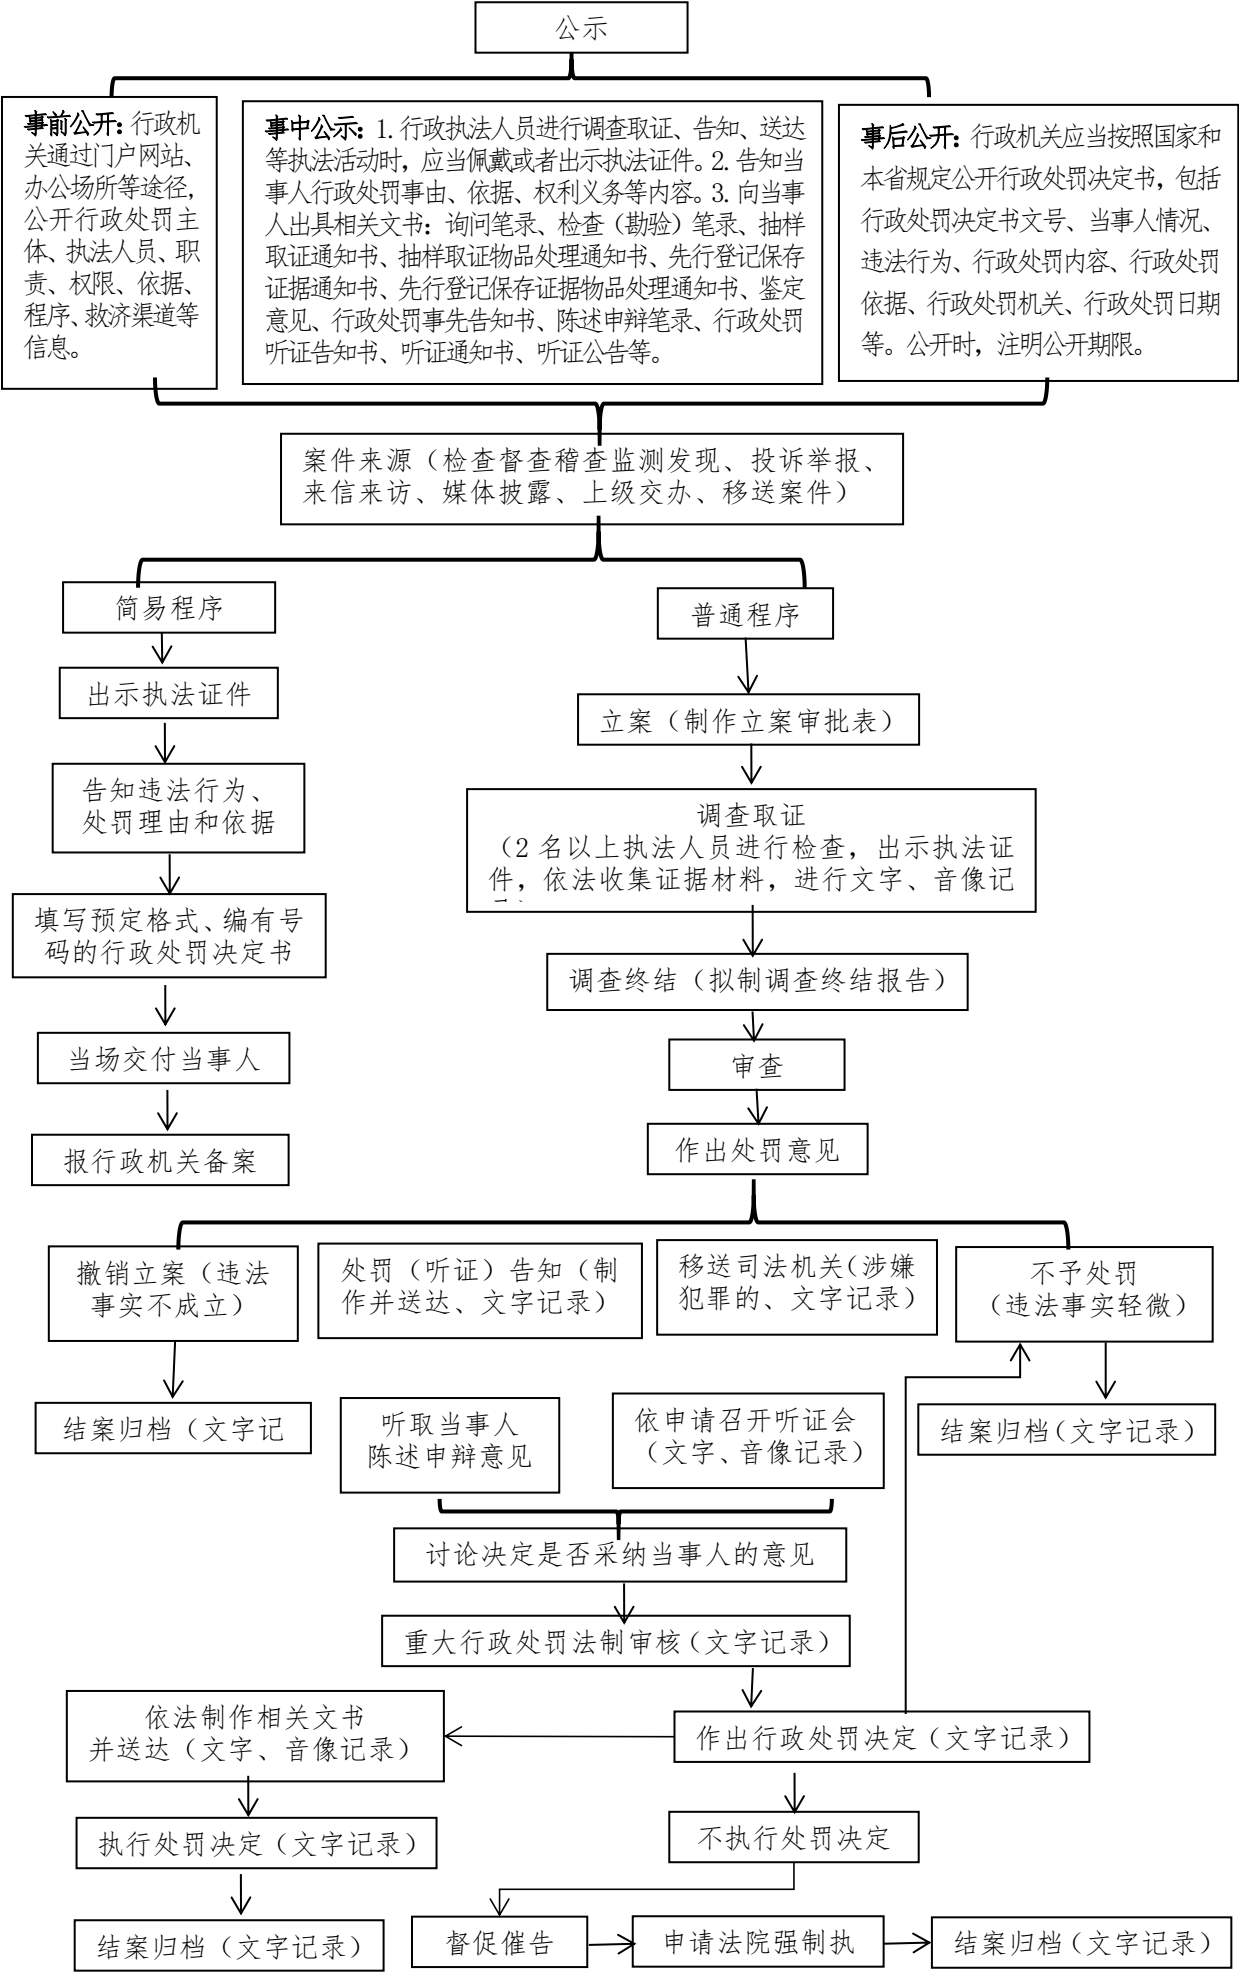 公示
事前公开：行政机
关通过门户网站、
办公场所等途径，
公开行政处罚主
体、执法人员、职
责、权限、依据、
程序、救济渠道等
信息。
事中公示：1.行政执法人员进行调查取证、告知、送达
等执法活动时，应当佩戴或者出示执法证件。2.告知当
事人行政处罚事由、依据、权利义务等内容。3.向当事
人出具相关文书：询问笔录、检查（勘验）笔录、抽样
取证通知书、抽样取证物品处理通知书、先行登记保存
证据通知书、先行登记保存证据物品处理通知书、鉴定
意见、行政处罚事先告知书、陈述申辩笔录、行政处罚
听证告知书、听证通知书、听证公告等。
事后公开：行政机关应当按照国家和
本省规定公开行政处罚决定书，包括
行政处罚决定书文号、当事人情况、
违法行为、行政处罚内容、行政处罚
依据、行政处罚机关、行政处罚日期
等。公开时，注明公开期限。
案件来源（检查督查稽查监测发现、投诉举报、
来信来访、媒体披露、上级交办、移送案件）
简易程序
普通程序
出示执法证件
立案（制作立案审批表）
告知违法行为、
处罚理由和依据
调查取证
（2 名以上执法人员进行检查，出示执法证
件，依法收集证据材料，进行文字、音像记
填写预定格式、编有号
码的行政处罚决定书
调查终结（拟制调查终结报告）
当场交付当事人
审查
报行政机关备案
作出处罚意见
撤销立案（违法
事实不成立）
处罚（听证）告知（制
作并送达、文字记录）
移送司法机关（涉嫌
犯罪的、文字记录）
不予处罚
（违法事实轻微）
结案归档（文字记
听取当事人
陈述申辩意见
依申请召开听证会
（文字、音像记录）
结案归档（文字记录）
讨论决定是否采纳当事人的意见
重大行政处罚法制审核（文字记录）
依法制作相关文书
并送达（文字、音像记录）
作出行政处罚决定（文字记录）
执行处罚决定（文字记录）
不执行处罚决定
结案归档（文字记录）
督促催告
申请法院强制执
结案归档（文字记录）